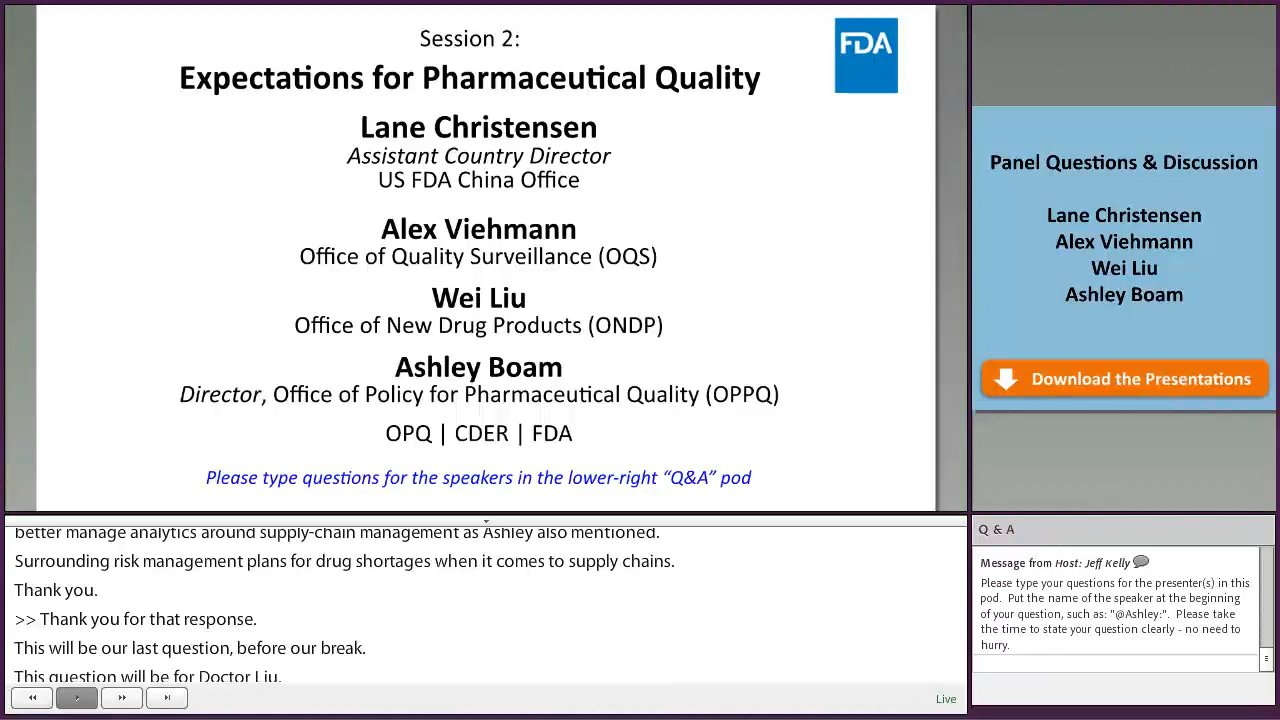 Session 2:
Expectations for Pharmaceutical Quality
FDA
Lane Christensen
Assistant Country Director
US FDA China Office
Alex Viehmann
Office of Quality Surveillance (OQS)
Wei Liu
Office of New Drug Products (ONDP)
Ashley Boam
Director, Office of Policy for Pharmaceutical Quality (OPPQ)
OPQ | CDER | FDA
Please type questions for the speakers in the lower-right “Q&A” pod
Panel Questions & Discussion
Lane Christensen
Alex Viehmann
Wei Liu
Ashley Boam
Download the Presentations
better manage analytics around supply-chain management as Ashley also mentioned.
Surrounding risk management plans for drug shortages when it comes to supply chains.
Thank you.
>> Thank you for that response.
This will be our last question, before our break.
This question will be for Doctor Liu.
Live
Q & A
Message from Host: Jeff Kelly
Please type your questions for the presenter(s) in this
pod. Put the name of the speaker at the beginning
of your question, such as: "@Ashley:". Please take
the time to state your question clearly - no need to
hurry.